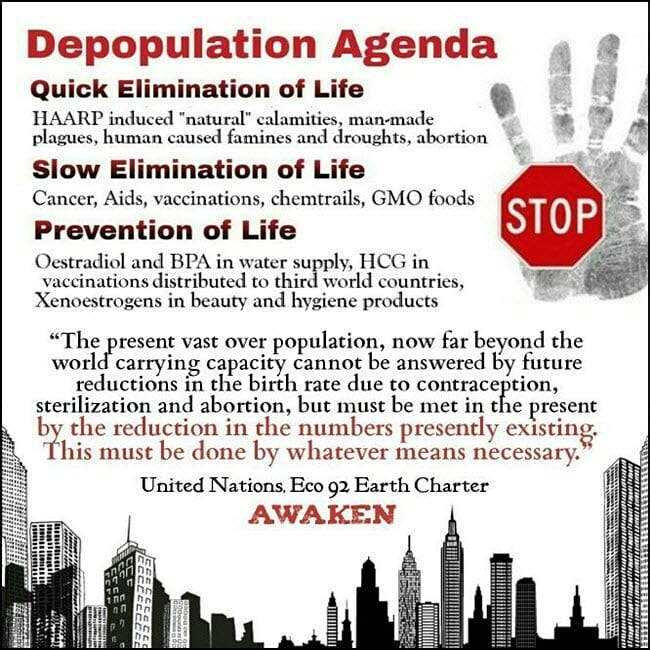 Depopulation Agenda
Quick Elimination of Life
HAARP induced "natural" calamities, man-made
plagues, human caused famines and droughts, abortion
Slow Elimination of Life
Cancer, Aids, vaccinations, chemtrails, GMO foods
STOP
Prevention of Life
Oestradiol and BPA in water supply, HCG in
vaccinations distributed to third world countries,
Xenoestrogens in beauty and hygiene products
“The present vast over population, now far beyond the
world carrying capacity cannot be answered by future
reductions in the birth rate due to contraception,
sterilization and abortion, but must be met in the present
by the reduction in the numbers presently existing.
This must be done by whatever means necessary.”
United Nations, Eco 92 Earth Charter
AWAKEN